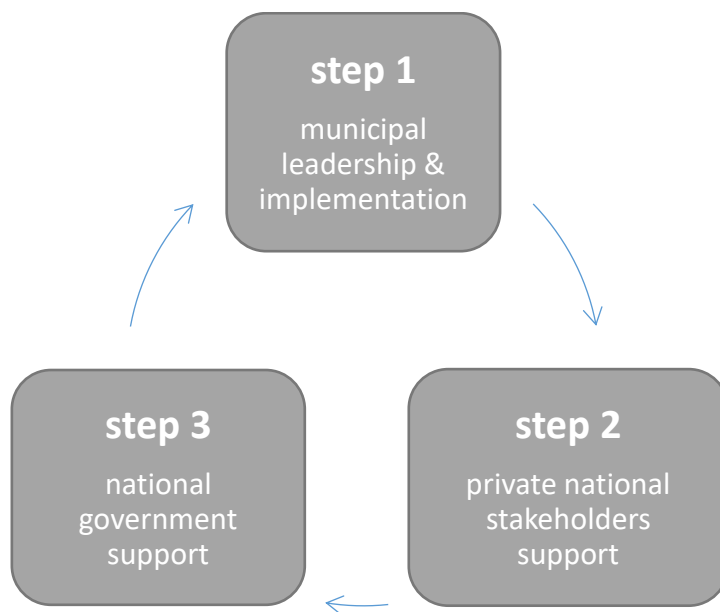 step 1
municipal
leadership &
implementation
step 2
private national
stakeholders
support
step 3
national
government
support